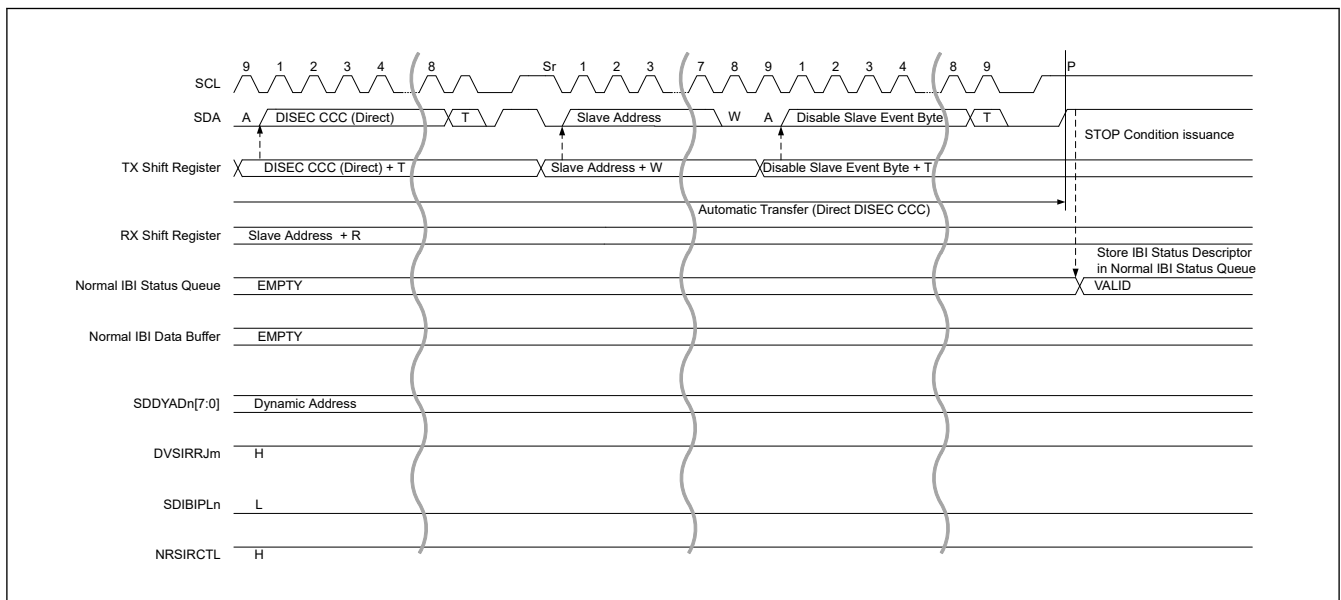 9 1 2 3 4 8 Sr 1 2 3 7 8 9 1 2 3 4 8 9 P
SCL
SDA A DISEC CCC (Direct) T Slave Address W A Disable Slave Event Byte T
STOP Condition issuance
TX Shift Register DISEC CCC (Direct) + T Slave Address + W Disable Slave Event Byte + T
Automatic Transfer (Direct DISEC CCC)
RX Shift Register Slave Address + R
Store IBI Status Descriptor
in Normal IBI Status Queue
Normal IBI Status Queue EMPTY VALID
Normal IBI Data Buffer EMPTY
SDDYADn[7:0] Dynamic Address
DVSIRRJm H
SDIBIPLn L
NRSIRCTL H